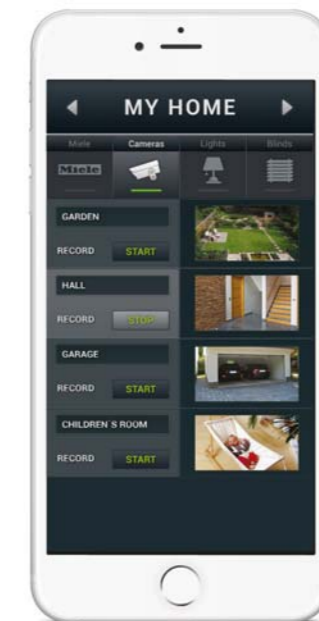 MY HOME
Miele Cameras Lights Blinds
Miele
GARDEN
RECORD START
HALL
RECORD STOP
GARAGE
RECORD START
CHILDREN´S ROOM
RECORD START